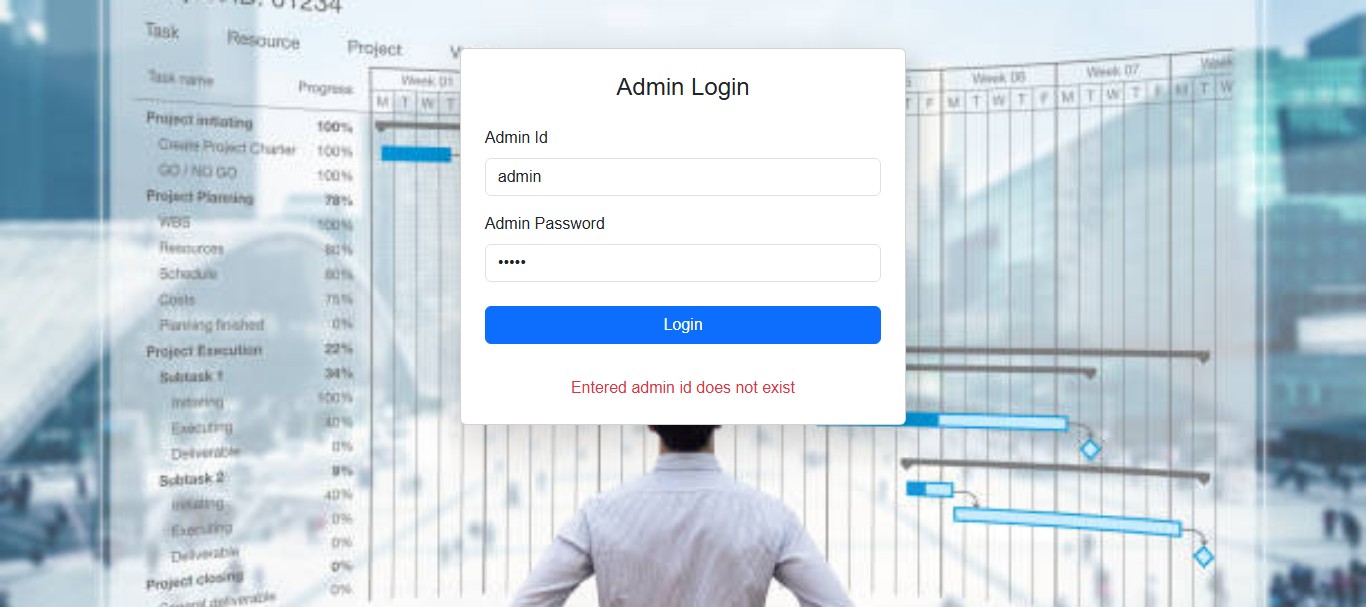 01234
Task Resource Project
Task name Progress Week 01
M T W T
Week 06 Week 07 Week
T F M T W T F M T W T F M T W
Project initiating 100%
Create Project Charter 100%
GO / NO GO 100%
Project Planning 78%
WBS 100%
Resources 80%
Schedule 80%
Costs 75%
Planning finished 0%
Project Execution 22%
Subtask 1 34%
Initiating 100%
Executing 40%
Deliverable 0%
Subtask 2 9%
Initiating 40%
Executing 0%
Deliverable 0%
Project closing 0%
General deliverable 0%
Admin Login
Admin Id
admin
Admin Password
•••••
Login
Entered admin id does not exist